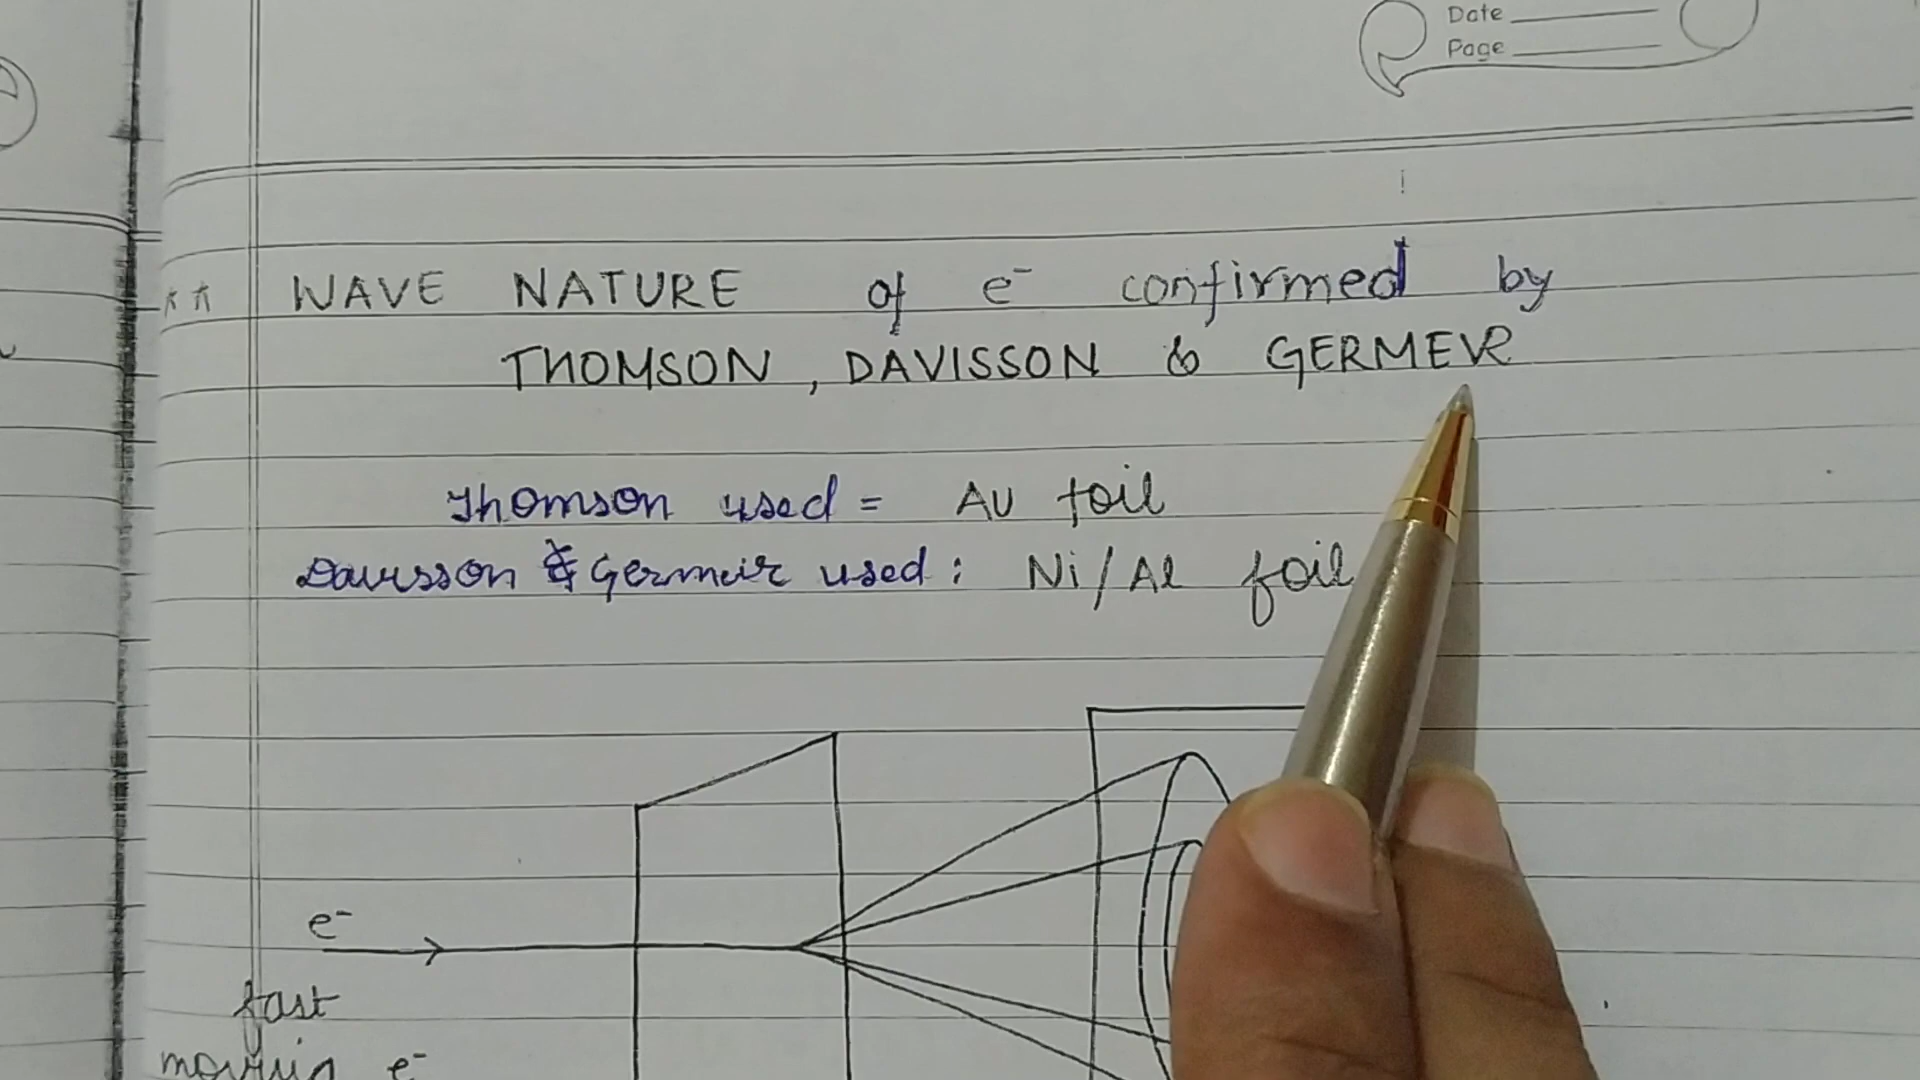 Date
Page
** WAVE NATURE of e⁻ confirmed by
THOMSON, DAVISSON & GERMEVR
Thomson used = Au foil
Davisson & Germeir used : Ni/Al foil
e⁻
fast
moving e⁻